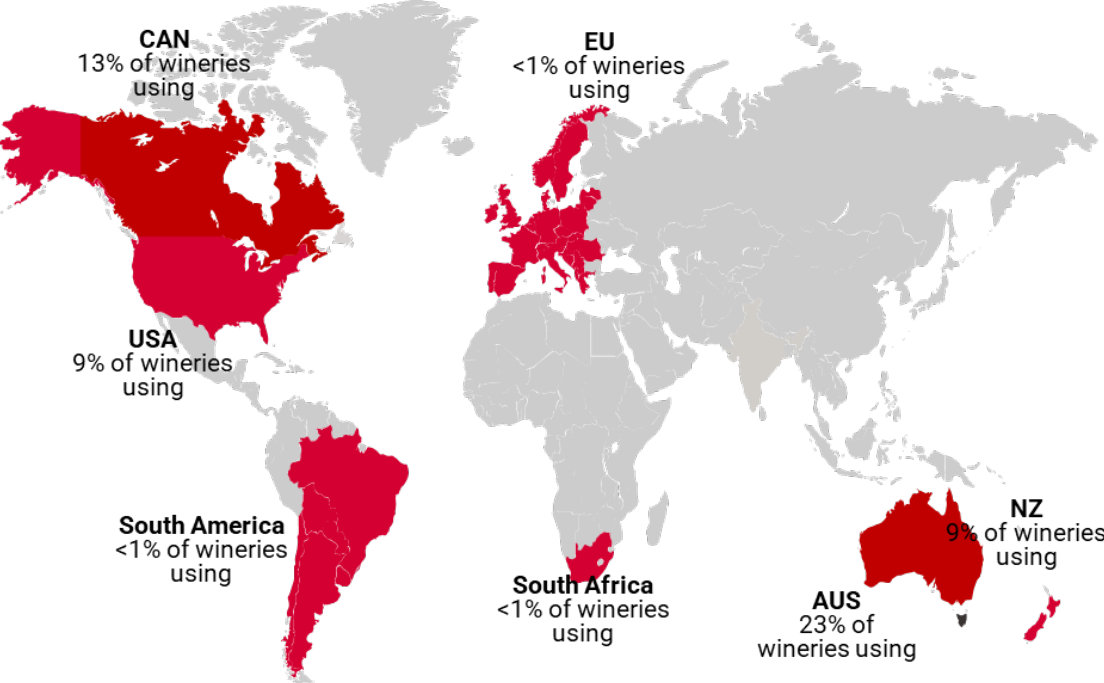 CAN
13% of wineries
using
EU
<1% of wineries
using
USA
9% of wineries
using
South America
<1% of wineries
using
South Africa
<1% of wineries
using
NZ
9% of wineries
using
AUS
23% of
wineries using